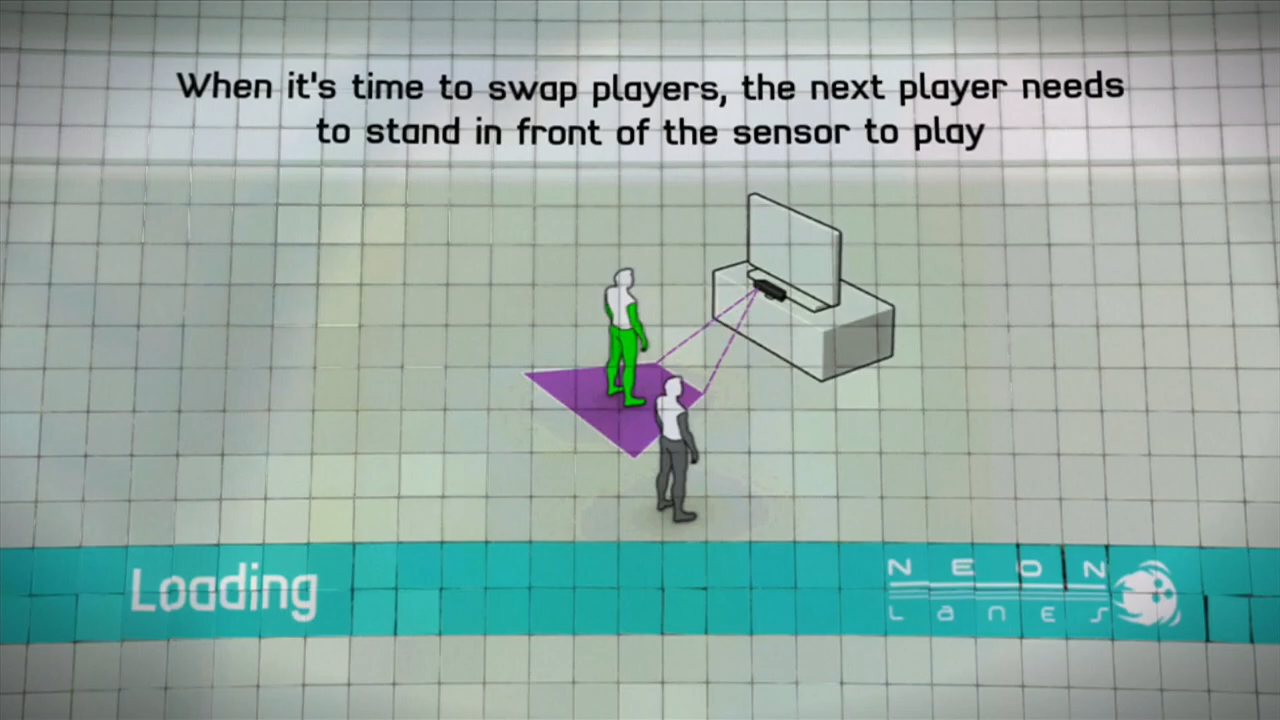 When it's time to swap players, the next player needs
to stand in front of the sensor to play
Loading
NEON
LaNES